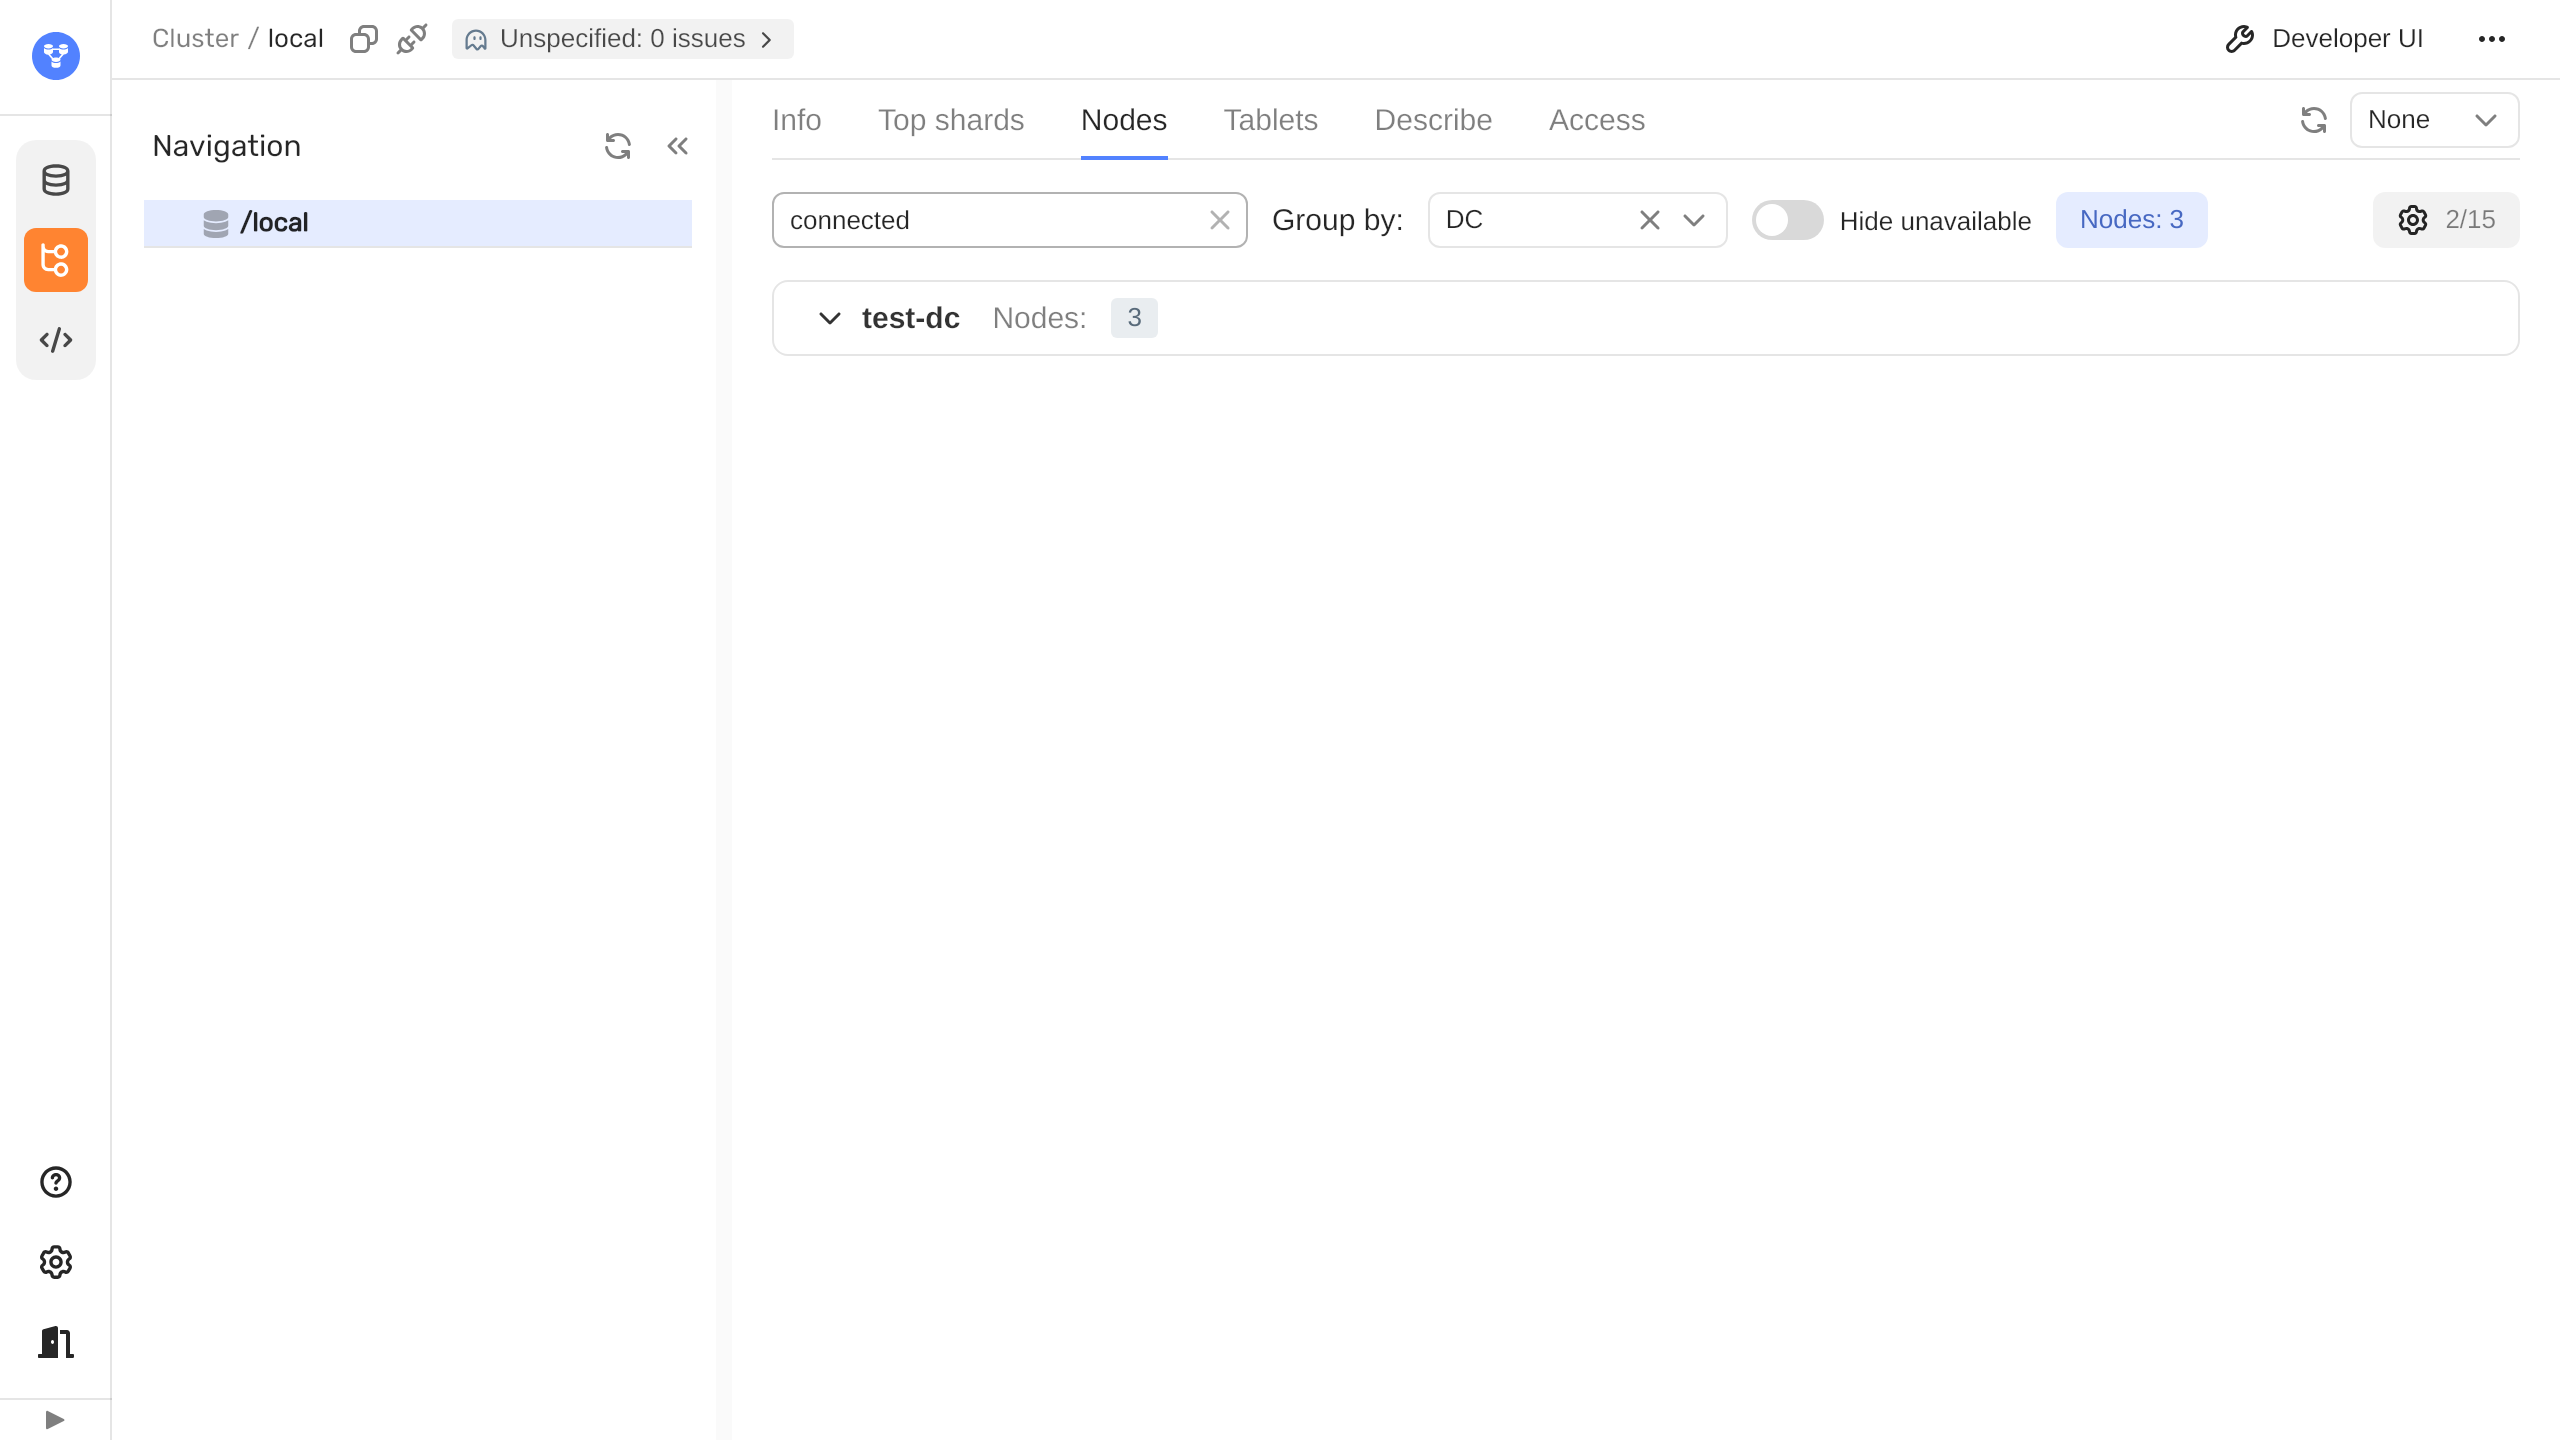 Cluster / local Unspecified: 0 issues Developer UI
Navigation
/local
Info Top shards Nodes Tablets Describe Access None
connected Group by: DC Hide unavailable Nodes: 3 2/15
test-dc Nodes: 3